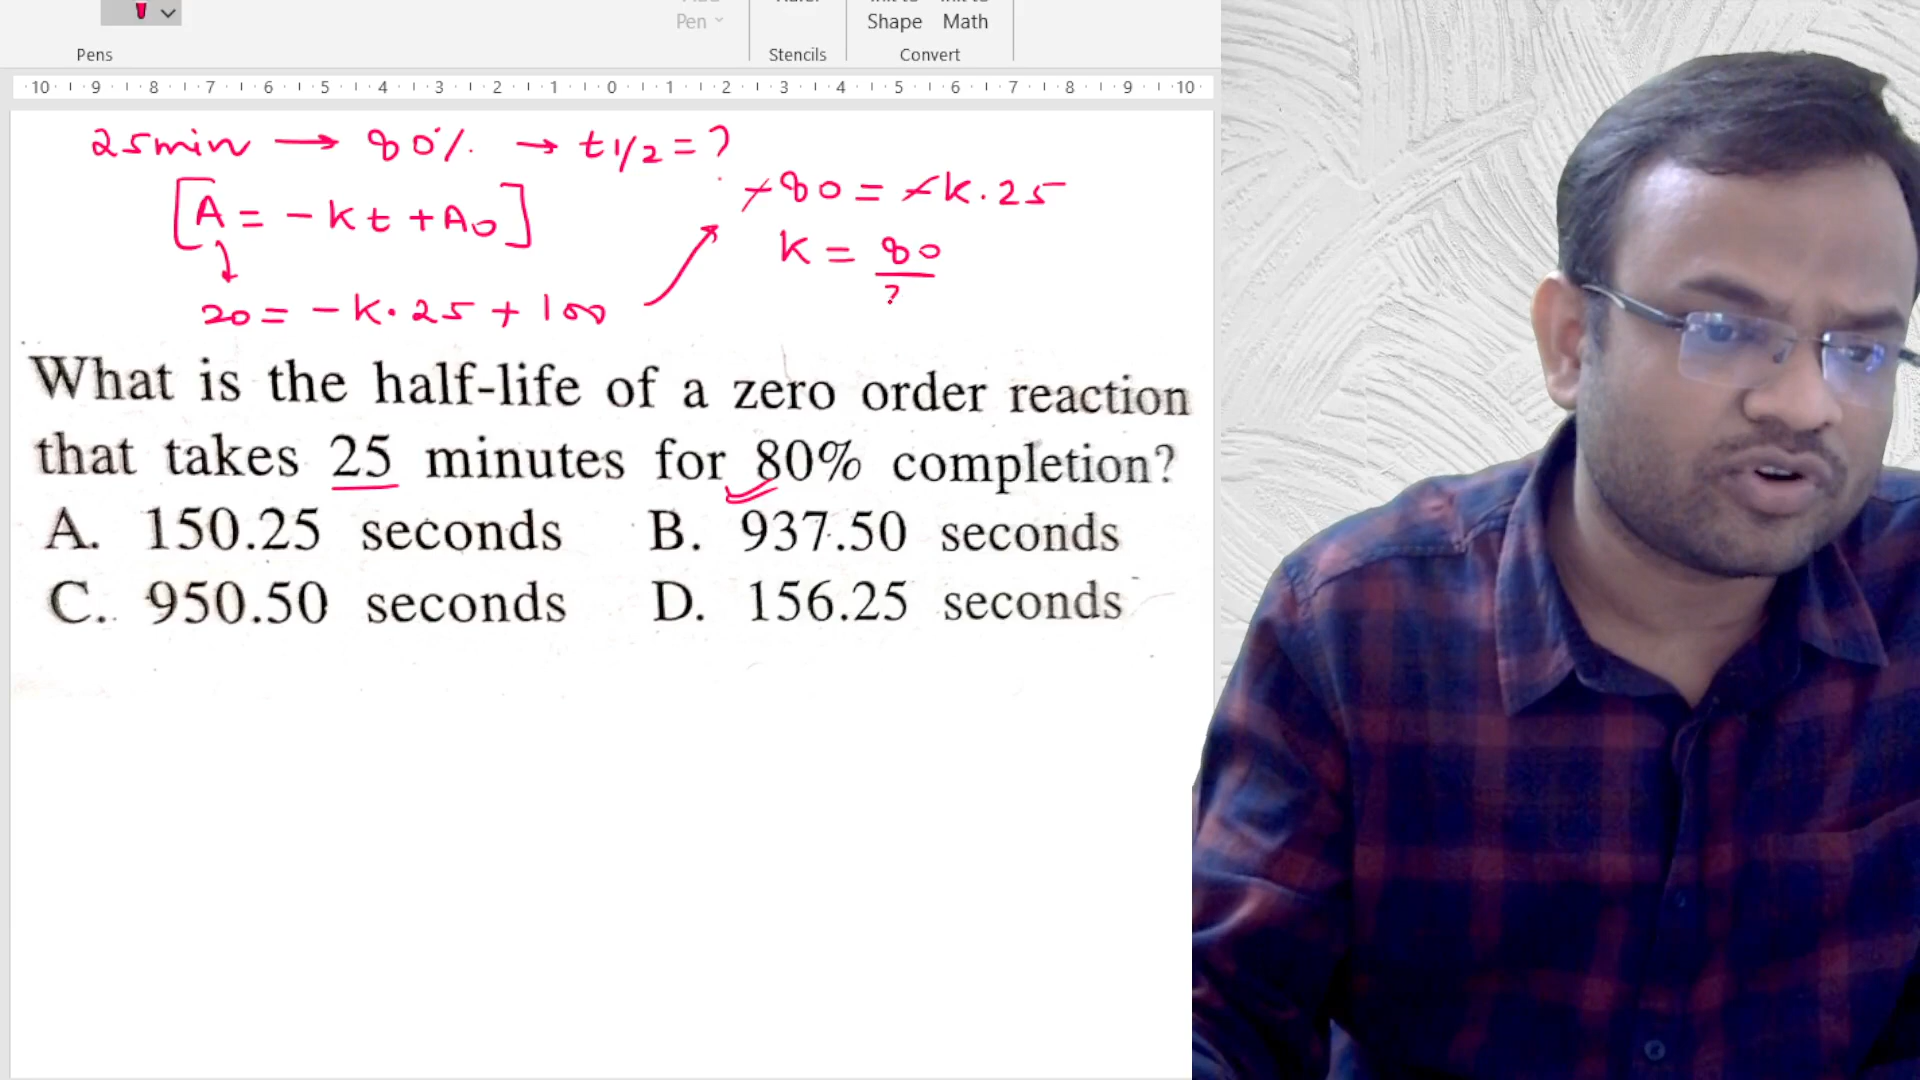 Pen
Shape Math
Pens
Stencils
Convert
10 9 8 7 6 5 4 3 2 1 0 1 2 3 4 5 6 7 8 9 10
25min → 80% → t1/2 = ?
[A = -kt + A0]
-80 = -k.25
k = 80
20 = -k.25 + 100
What is the half-life of a zero order reaction
that takes 25 minutes for 80% completion?
A. 150.25 seconds B. 937.50 seconds
C. 950.50 seconds D. 156.25 seconds